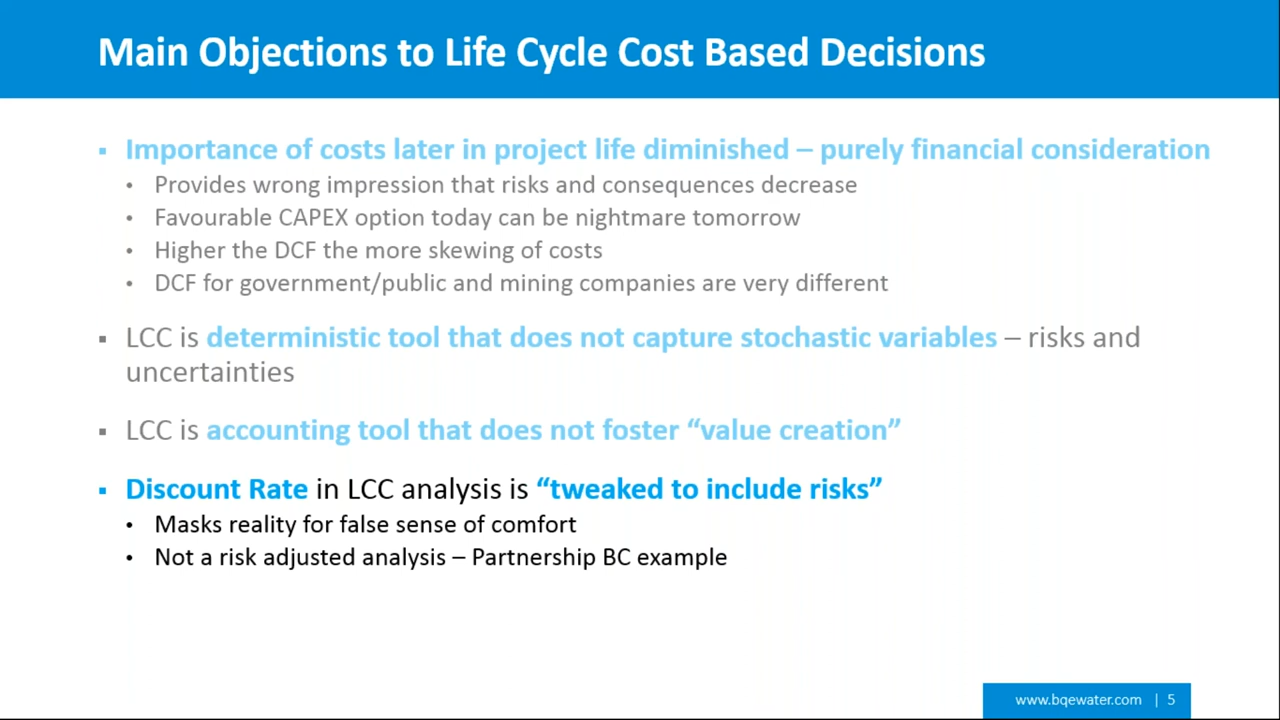 Main Objections to Life Cycle Cost Based Decisions
▪ Importance of costs later in project life diminished – purely financial consideration
• Provides wrong impression that risks and consequences decrease
• Favourable CAPEX option today can be nightmare tomorrow
• Higher the DCF the more skewing of costs
• DCF for government/public and mining companies are very different
▪ LCC is deterministic tool that does not capture stochastic variables – risks and
uncertainties
▪ LCC is accounting tool that does not foster “value creation”
▪ Discount Rate in LCC analysis is “tweaked to include risks”
• Masks reality for false sense of comfort
• Not a risk adjusted analysis – Partnership BC example
www.bqewater.com | 5